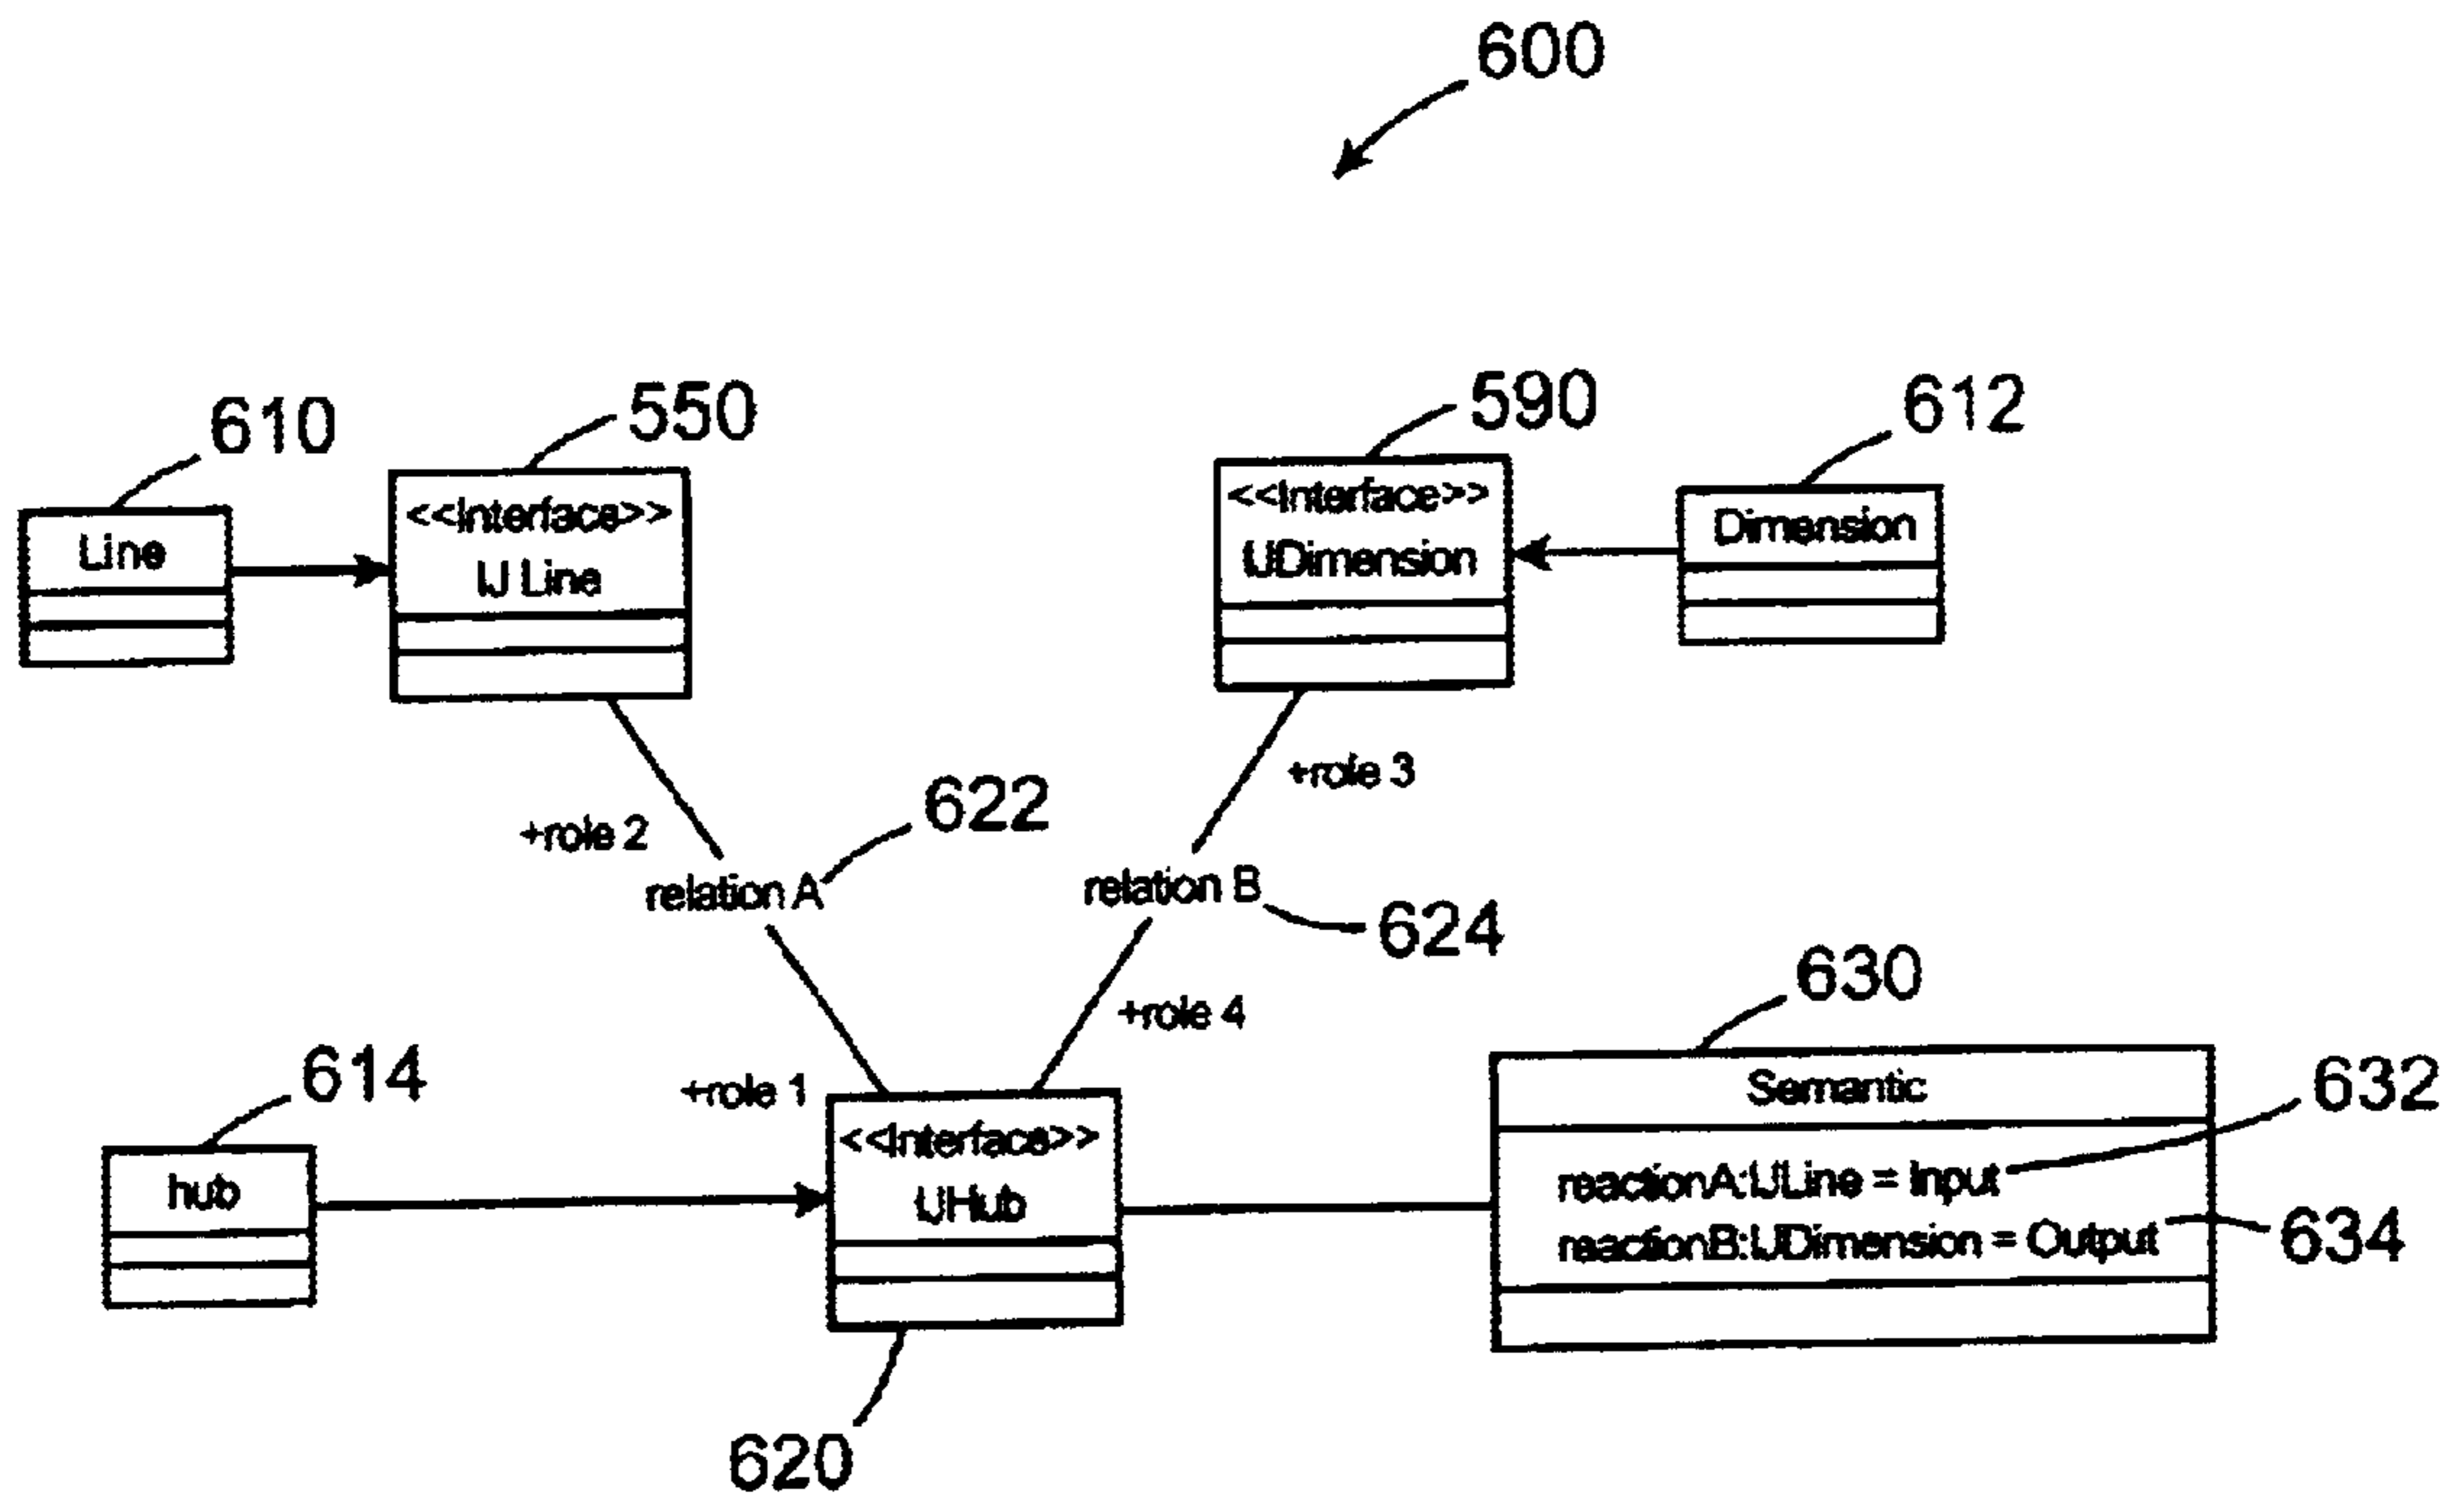 600
610
550
590
612
Line
<<Interface>>
IJ Line
<<Interface>>
IJDimension
Dimension
+role 2
622
+role 3
relation A
relation B
624
+role 4
630
614
+role 1
hub
<<Interface>>
IJHub
Semantic
632
reactionA:IJLine = Input
reactionB:IJDimension = Output
634
620